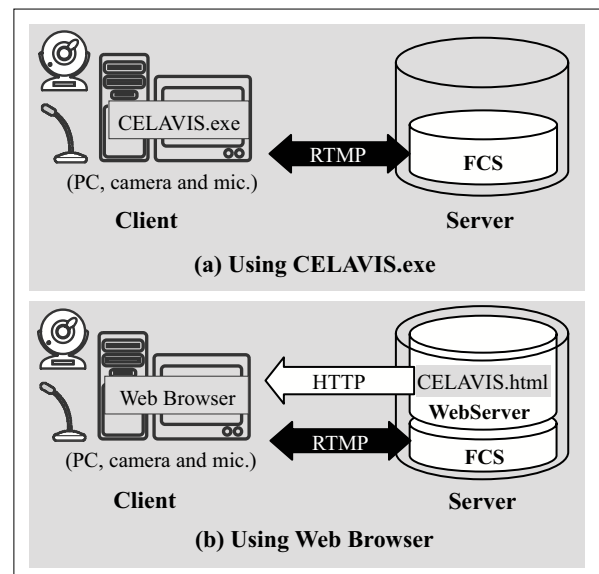 CELAVIS.exe
RTMP
FCS
(PC, camera and mic.)
Client
Server
(a) Using CELAVIS.exe
Web Browser
HTTP
CELAVIS.html
WebServer
RTMP
FCS
(PC, camera and mic.)
Client
Server
(b) Using Web Browser